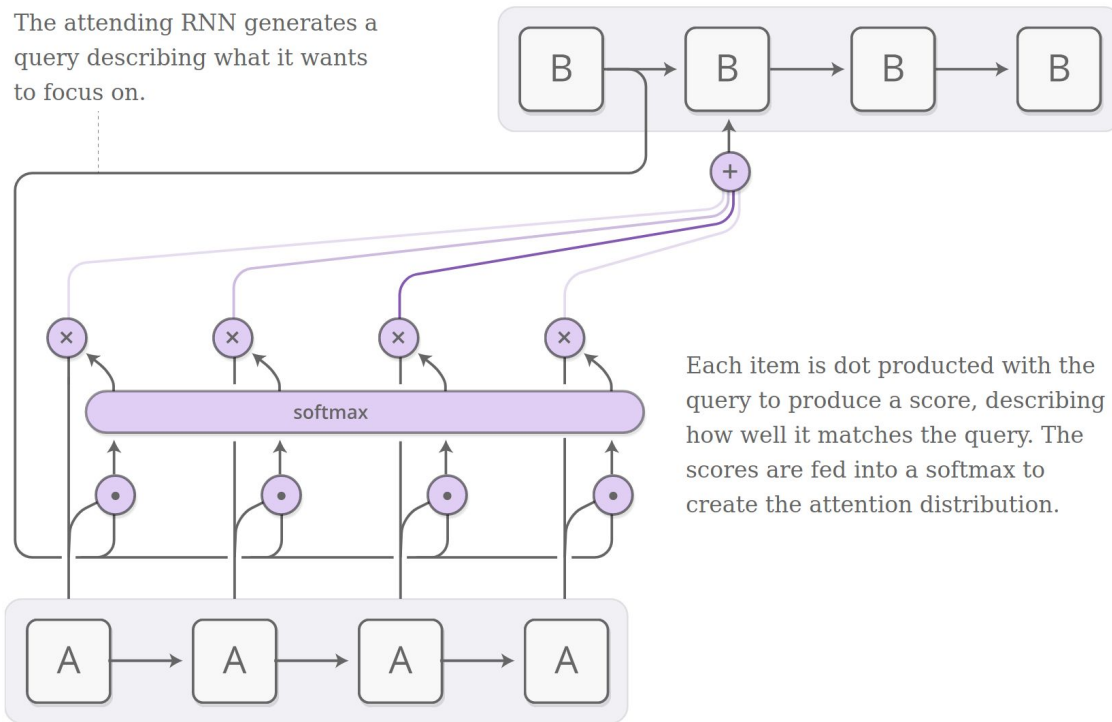 The attending RNN generates a
query describing what it wants
to focus on.
B B B B
+
× × × ×
softmax
Each item is dot producted with the
query to produce a score, describing
how well it matches the query. The
scores are fed into a softmax to
create the attention distribution.
A A A A